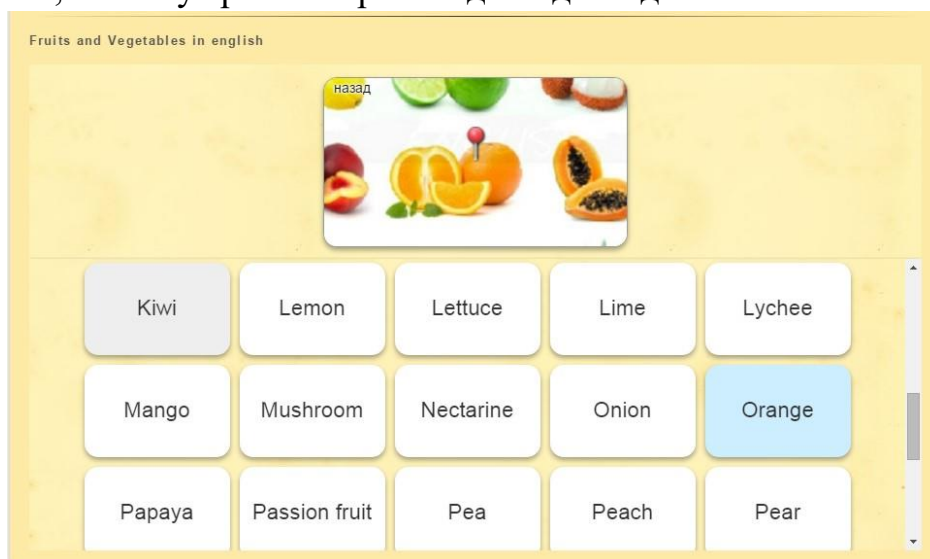 Fruits and Vegetables in english
назад
Kiwi Lemon Lettuce Lime Lychee
Mango Mushroom Nectarine Onion Orange
Papaya Passion fruit Pea Peach Pear